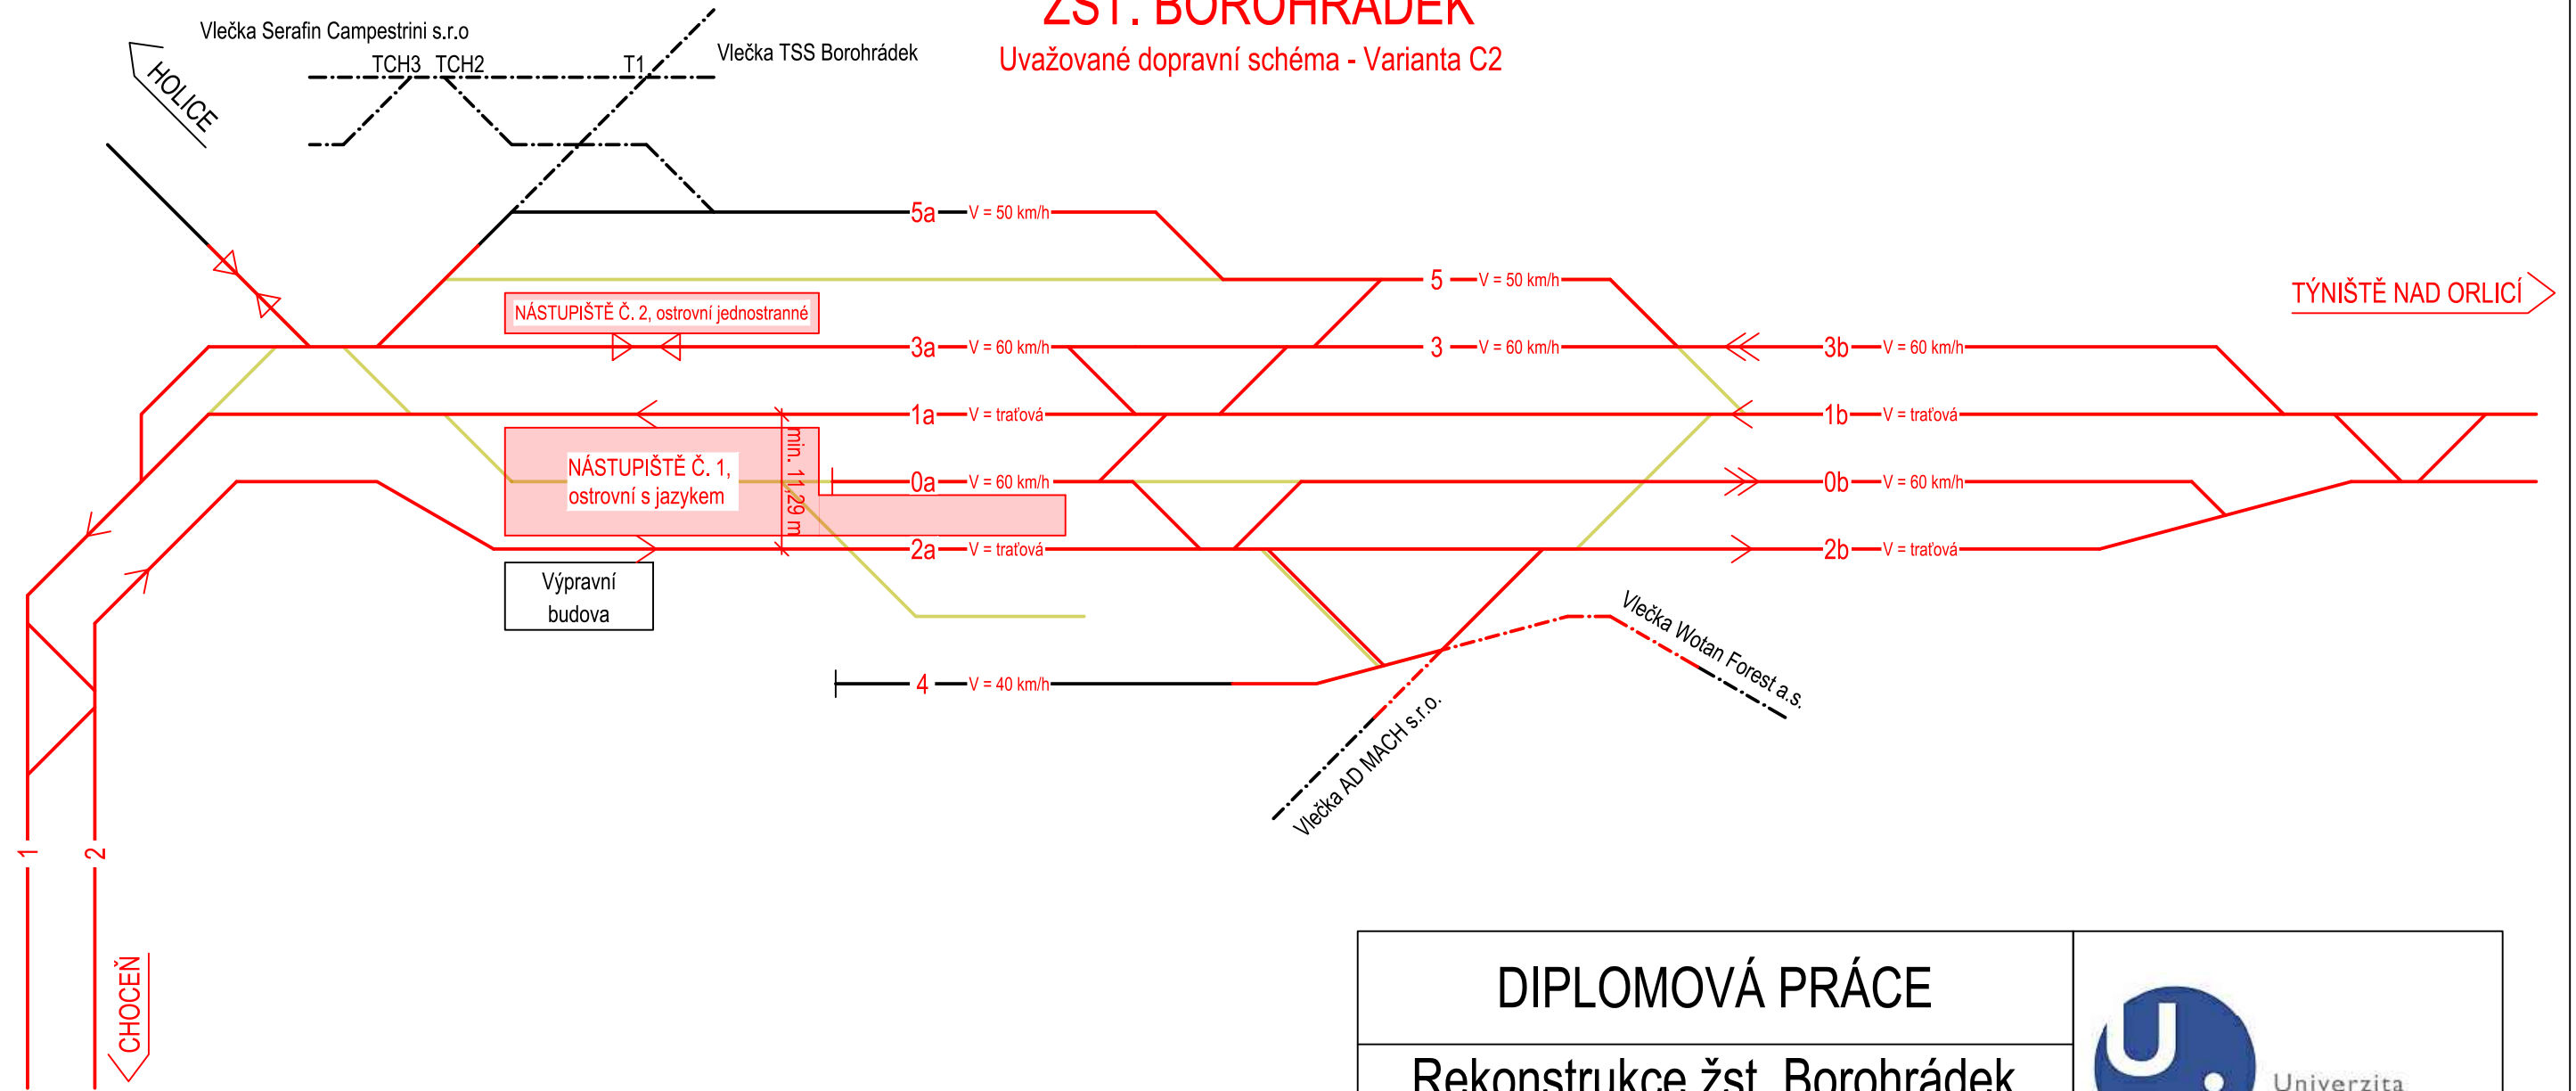 ŽST. BOROHRÁDEK
Uvažované dopravní schéma - Varianta C2
Vlečka Serafin Campestrini s.r.o
HOLICE
TCH3 TCH2 T1
Vlečka TSS Borohrádek
5a V = 50 km/h
5 V = 50 km/h
TÝNIŠTĚ NAD ORLICÍ
NÁSTUPIŠTĚ Č. 2, ostrovní jednostranné
3a V = 60 km/h
3 V = 60 km/h
3b V = 60 km/h
1a V = traťová
1b V = traťová
min. 11,29 m
NÁSTUPIŠTĚ Č. 1,
ostrovní s jazykem
0a V = 60 km/h
0b V = 60 km/h
2a V = traťová
2b V = traťová
Výpravní
budova
Vlečka Wotan Forest a.s.
4 V = 40 km/h
Vlečka AD MACH s.r.o.
1
2
CHOCEŇ
DIPLOMOVÁ PRÁCE
Rekonstrukce žst. Borohrádek
U
Univerzita